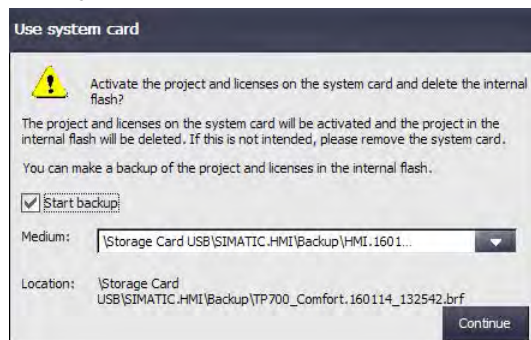 Use system card
Activate the project and licenses on the system card and delete the internal
flash?
The project and licenses on the system card will be activated and the project in the
internal flash will be deleted. If this is not intended, please remove the system card.
You can make a backup of the project and licenses in the internal flash.
Start backup
Medium: \Storage Card USB\SIMATIC.HMI\Backup\HMI.1601...
Location: \Storage Card
USB\SIMATIC.HMI\Backup\TP700_Comfort.160114_132542.brf
Continue